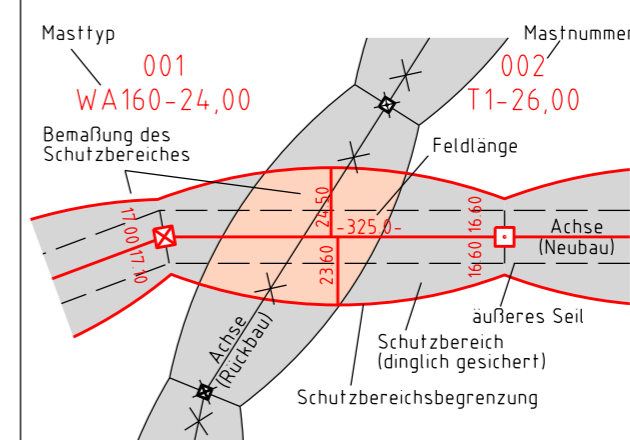 Masttyp
Mastnummer
001
WA160-24,00
002
T1-26,00
Bemaßung des
Schutzbereiches
Feldlänge
24.50
-325.0-
23.60
17.00
17.10
16.60
16.60
Achse
(Neubau)
äußeres Seil
Achse
(Rückbau)
Schutzbereich
(dinglich gesichert)
Schutzbereichsbegrenzung